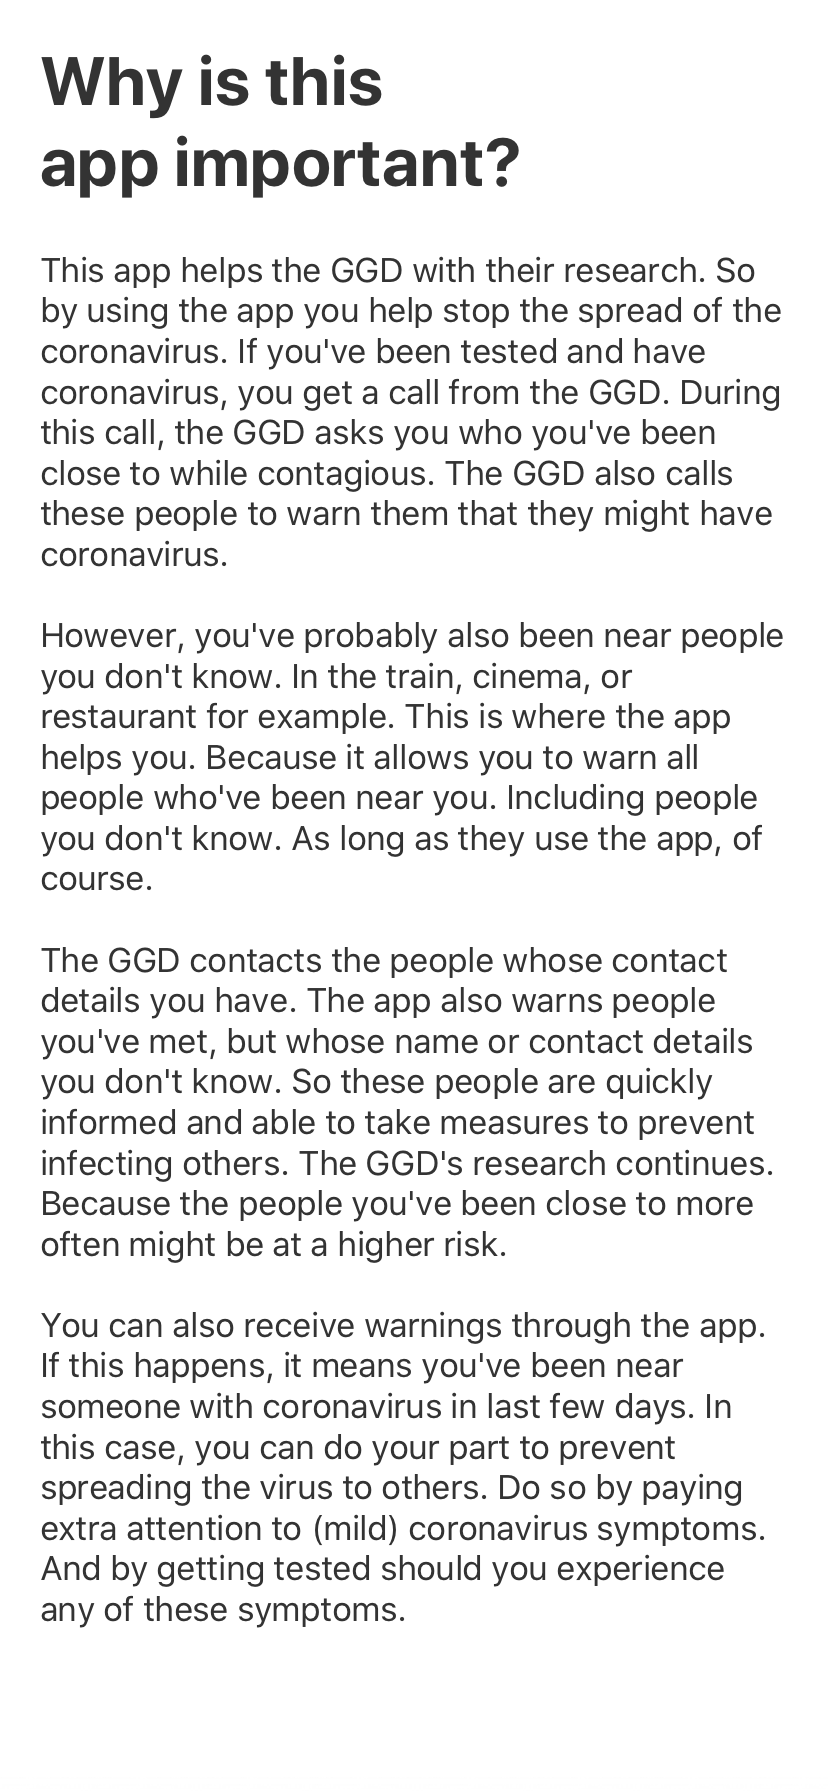 Why is this
app important?
This app helps the GGD with their research. So
by using the app you help stop the spread of the
coronavirus. If you've been tested and have
coronavirus, you get a call from the GGD. During
this call, the GGD asks you who you've been
close to while contagious. The GGD also calls
these people to warn them that they might have
coronavirus.
However, you've probably also been near people
you don't know. In the train, cinema, or
restaurant for example. This is where the app
helps you. Because it allows you to warn all
people who've been near you. Including people
you don't know. As long as they use the app, of
course.
The GGD contacts the people whose contact
details you have. The app also warns people
you've met, but whose name or contact details
you don't know. So these people are quickly
informed and able to take measures to prevent
infecting others. The GGD's research continues.
Because the people you've been close to more
often might be at a higher risk.
You can also receive warnings through the app.
If this happens, it means you've been near
someone with coronavirus in last few days. In
this case, you can do your part to prevent
spreading the virus to others. Do so by paying
extra attention to (mild) coronavirus symptoms.
And by getting tested should you experience
any of these symptoms.